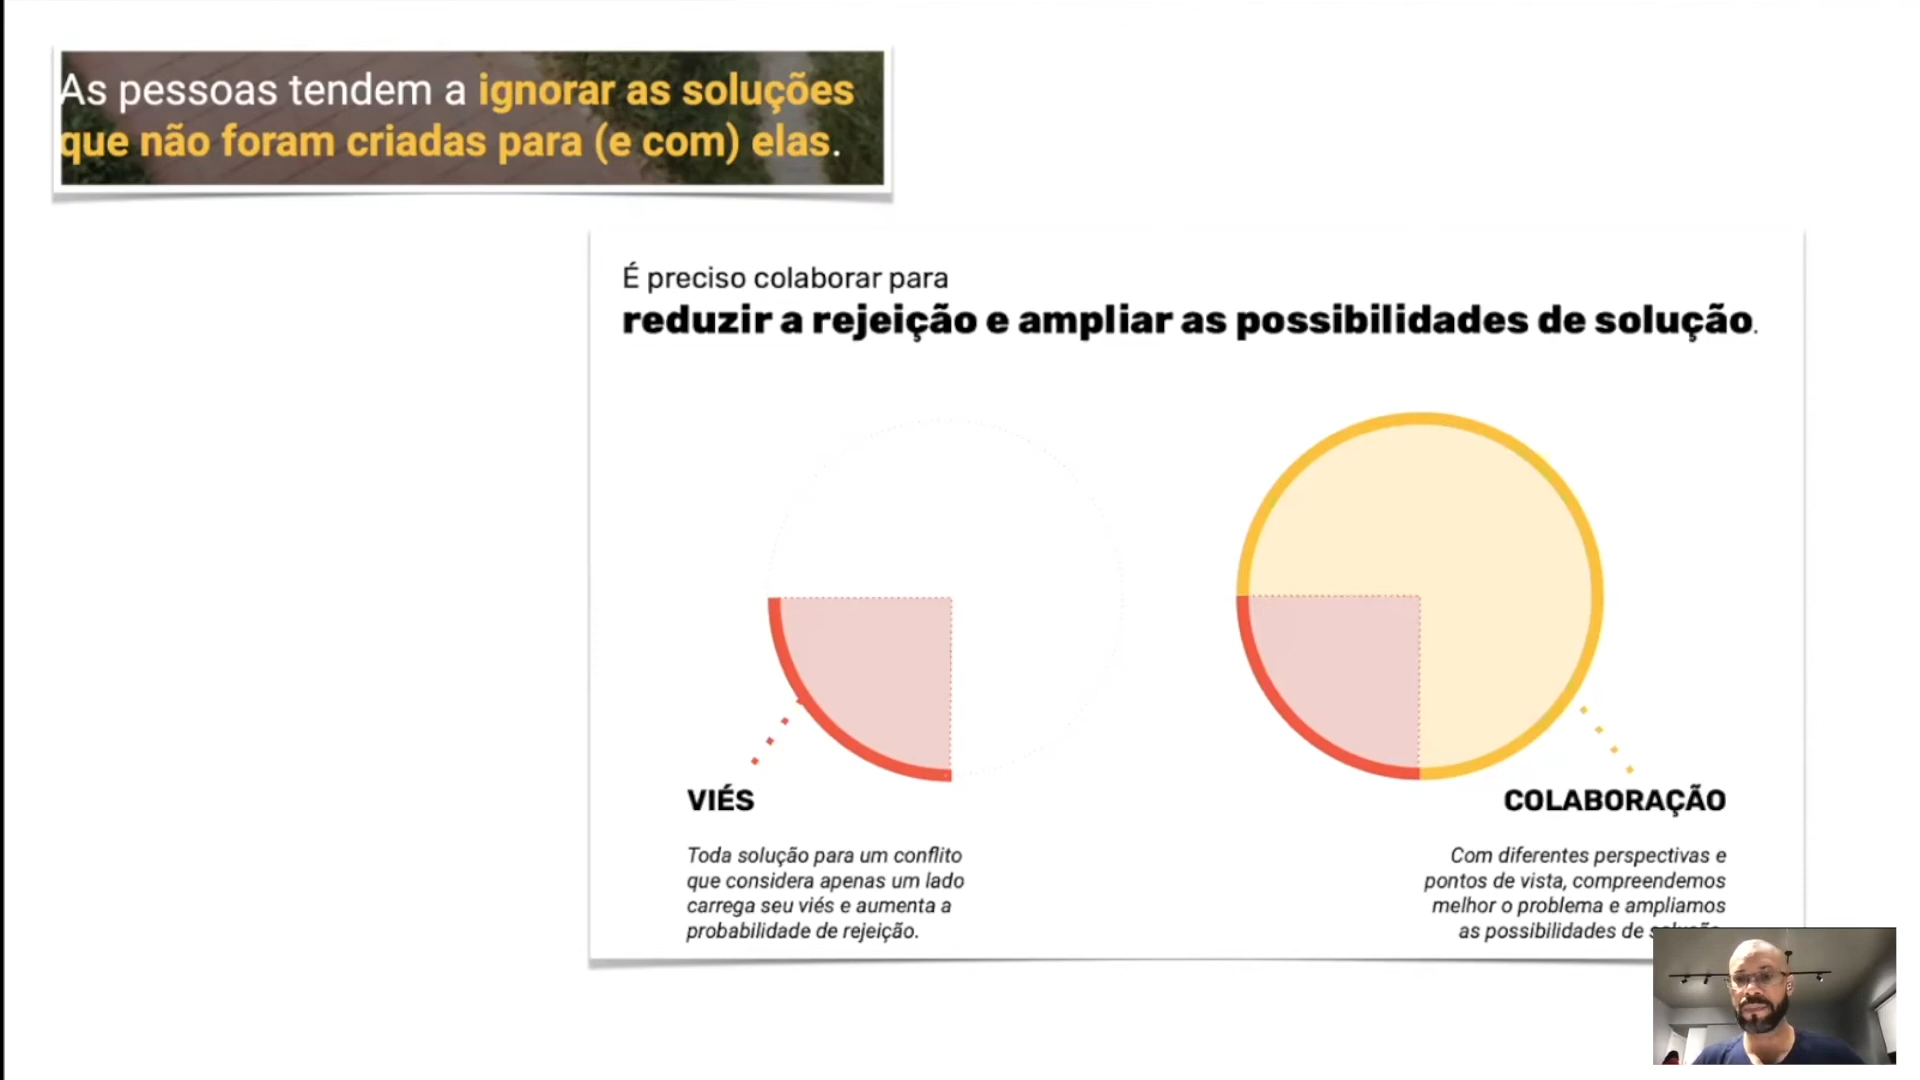 As pessoas tendem a ignorar as soluções
que não foram criadas para (e com) elas.
É preciso colaborar para
reduzir a rejeição e ampliar as possibilidades de solução.
VIÉS
Toda solução para um conflito
que considera apenas um lado
carrega seu viés e aumenta a
probabilidade de rejeição.
COLABORAÇÃO
Com diferentes perspectivas e
pontos de vista, compreendemos
melhor o problema e ampliamos
as possibilidades de